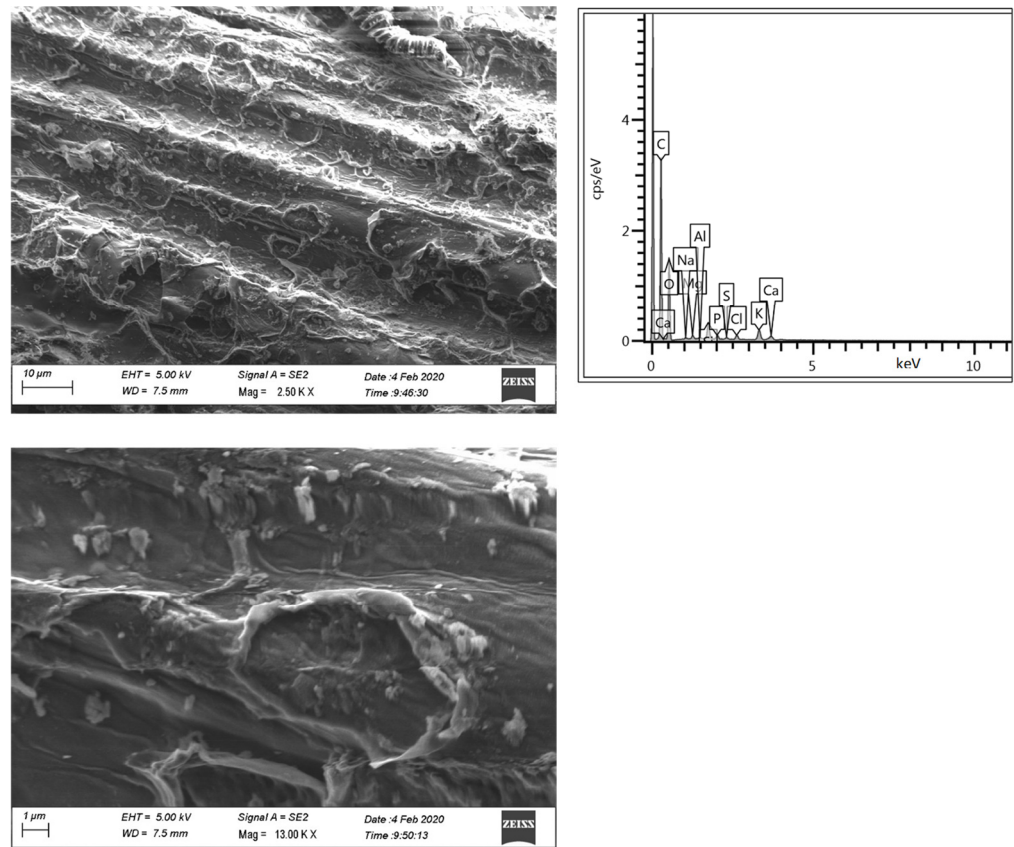 10 μm
EHT = 5.00 kV
WD = 7.5 mm
Signal A = SE2
Mag = 2.50 K X
Date :4 Feb 2020
Time :9:46:30
ZEISS
cps/eV
4
2
0
C
O
Ca
Na
Mg
Al
P
S
Cl
K
Ca
0
5
10
keV
1 μm
EHT = 5.00 kV
WD = 7.5 mm
Signal A = SE2
Mag = 13.00 K X
Date :4 Feb 2020
Time :9:50:13
ZEISS